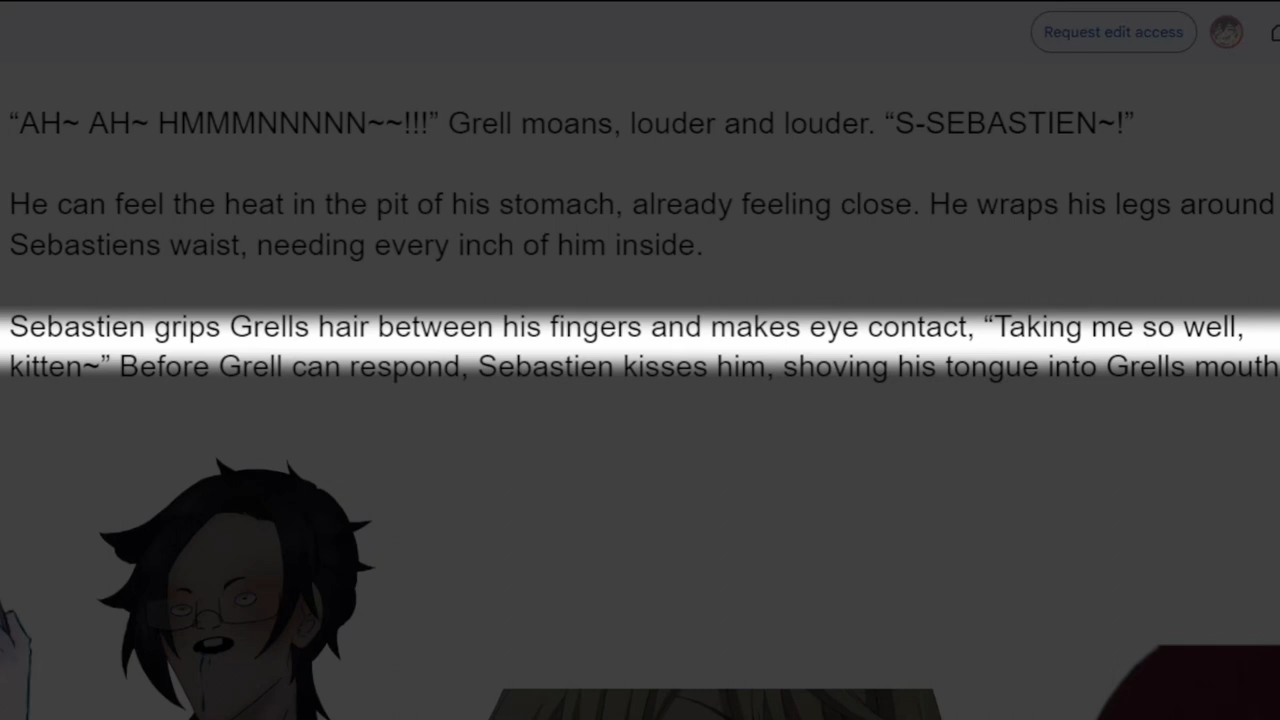 Request edit access
“AH~ AH~ HMMMNNNNN~~!!!” Grell moans, louder and louder. “S-SEBASTIEN~!”
He can feel the heat in the pit of his stomach, already feeling close. He wraps his legs around
Sebastiens waist, needing every inch of him inside.
Sebastien grips Grells hair between his fingers and makes eye contact, “Taking me so well,
kitten~” Before Grell can respond, Sebastien kisses him, shoving his tongue into Grells mouth